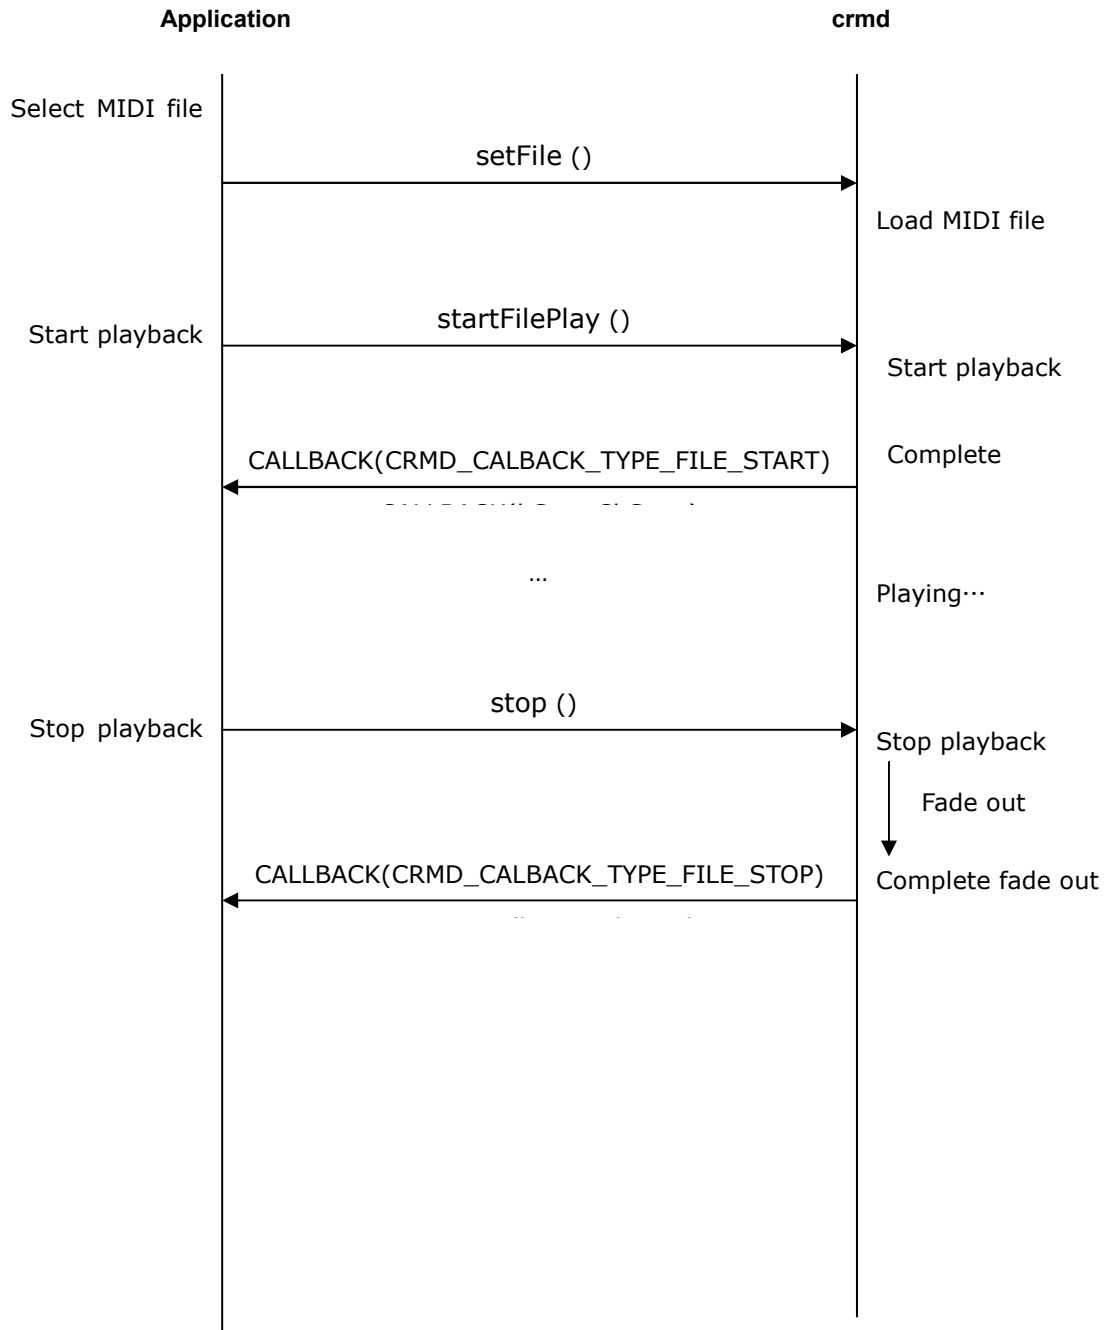 Application
crmd
Select MIDI file
setFile ()
Load MIDI file
Start playback
startFilePlay ()
Start playback
CALLBACK(CRMD_CALBACK_TYPE_FILE_START)
Complete
...
Playing⋯
Stop playback
stop ()
Stop playback
Fade out
CALLBACK(CRMD_CALBACK_TYPE_FILE_STOP)
Complete fade out